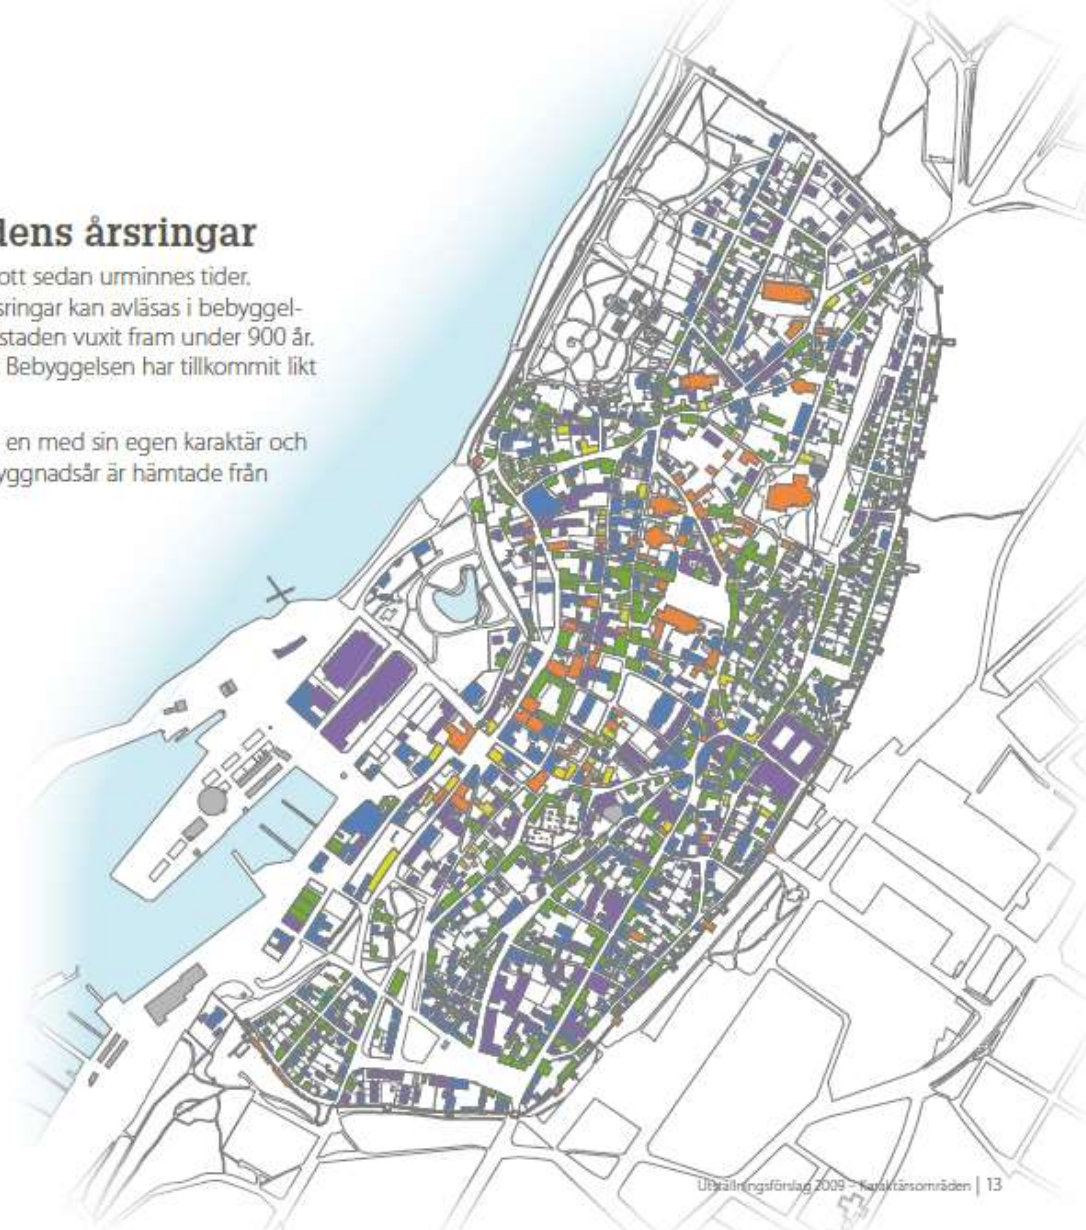 lens årsringar
ott sedan urminnes tider.
sringar kan avläsas i bebyggel-
staden vuxit fram under 900 år.
Bebyggelsen har tillkommit likt
en med sin egen karaktär och
yggnadsår är hämtade från
Utställningsförslag 2009 – Karaktärsområden | 13